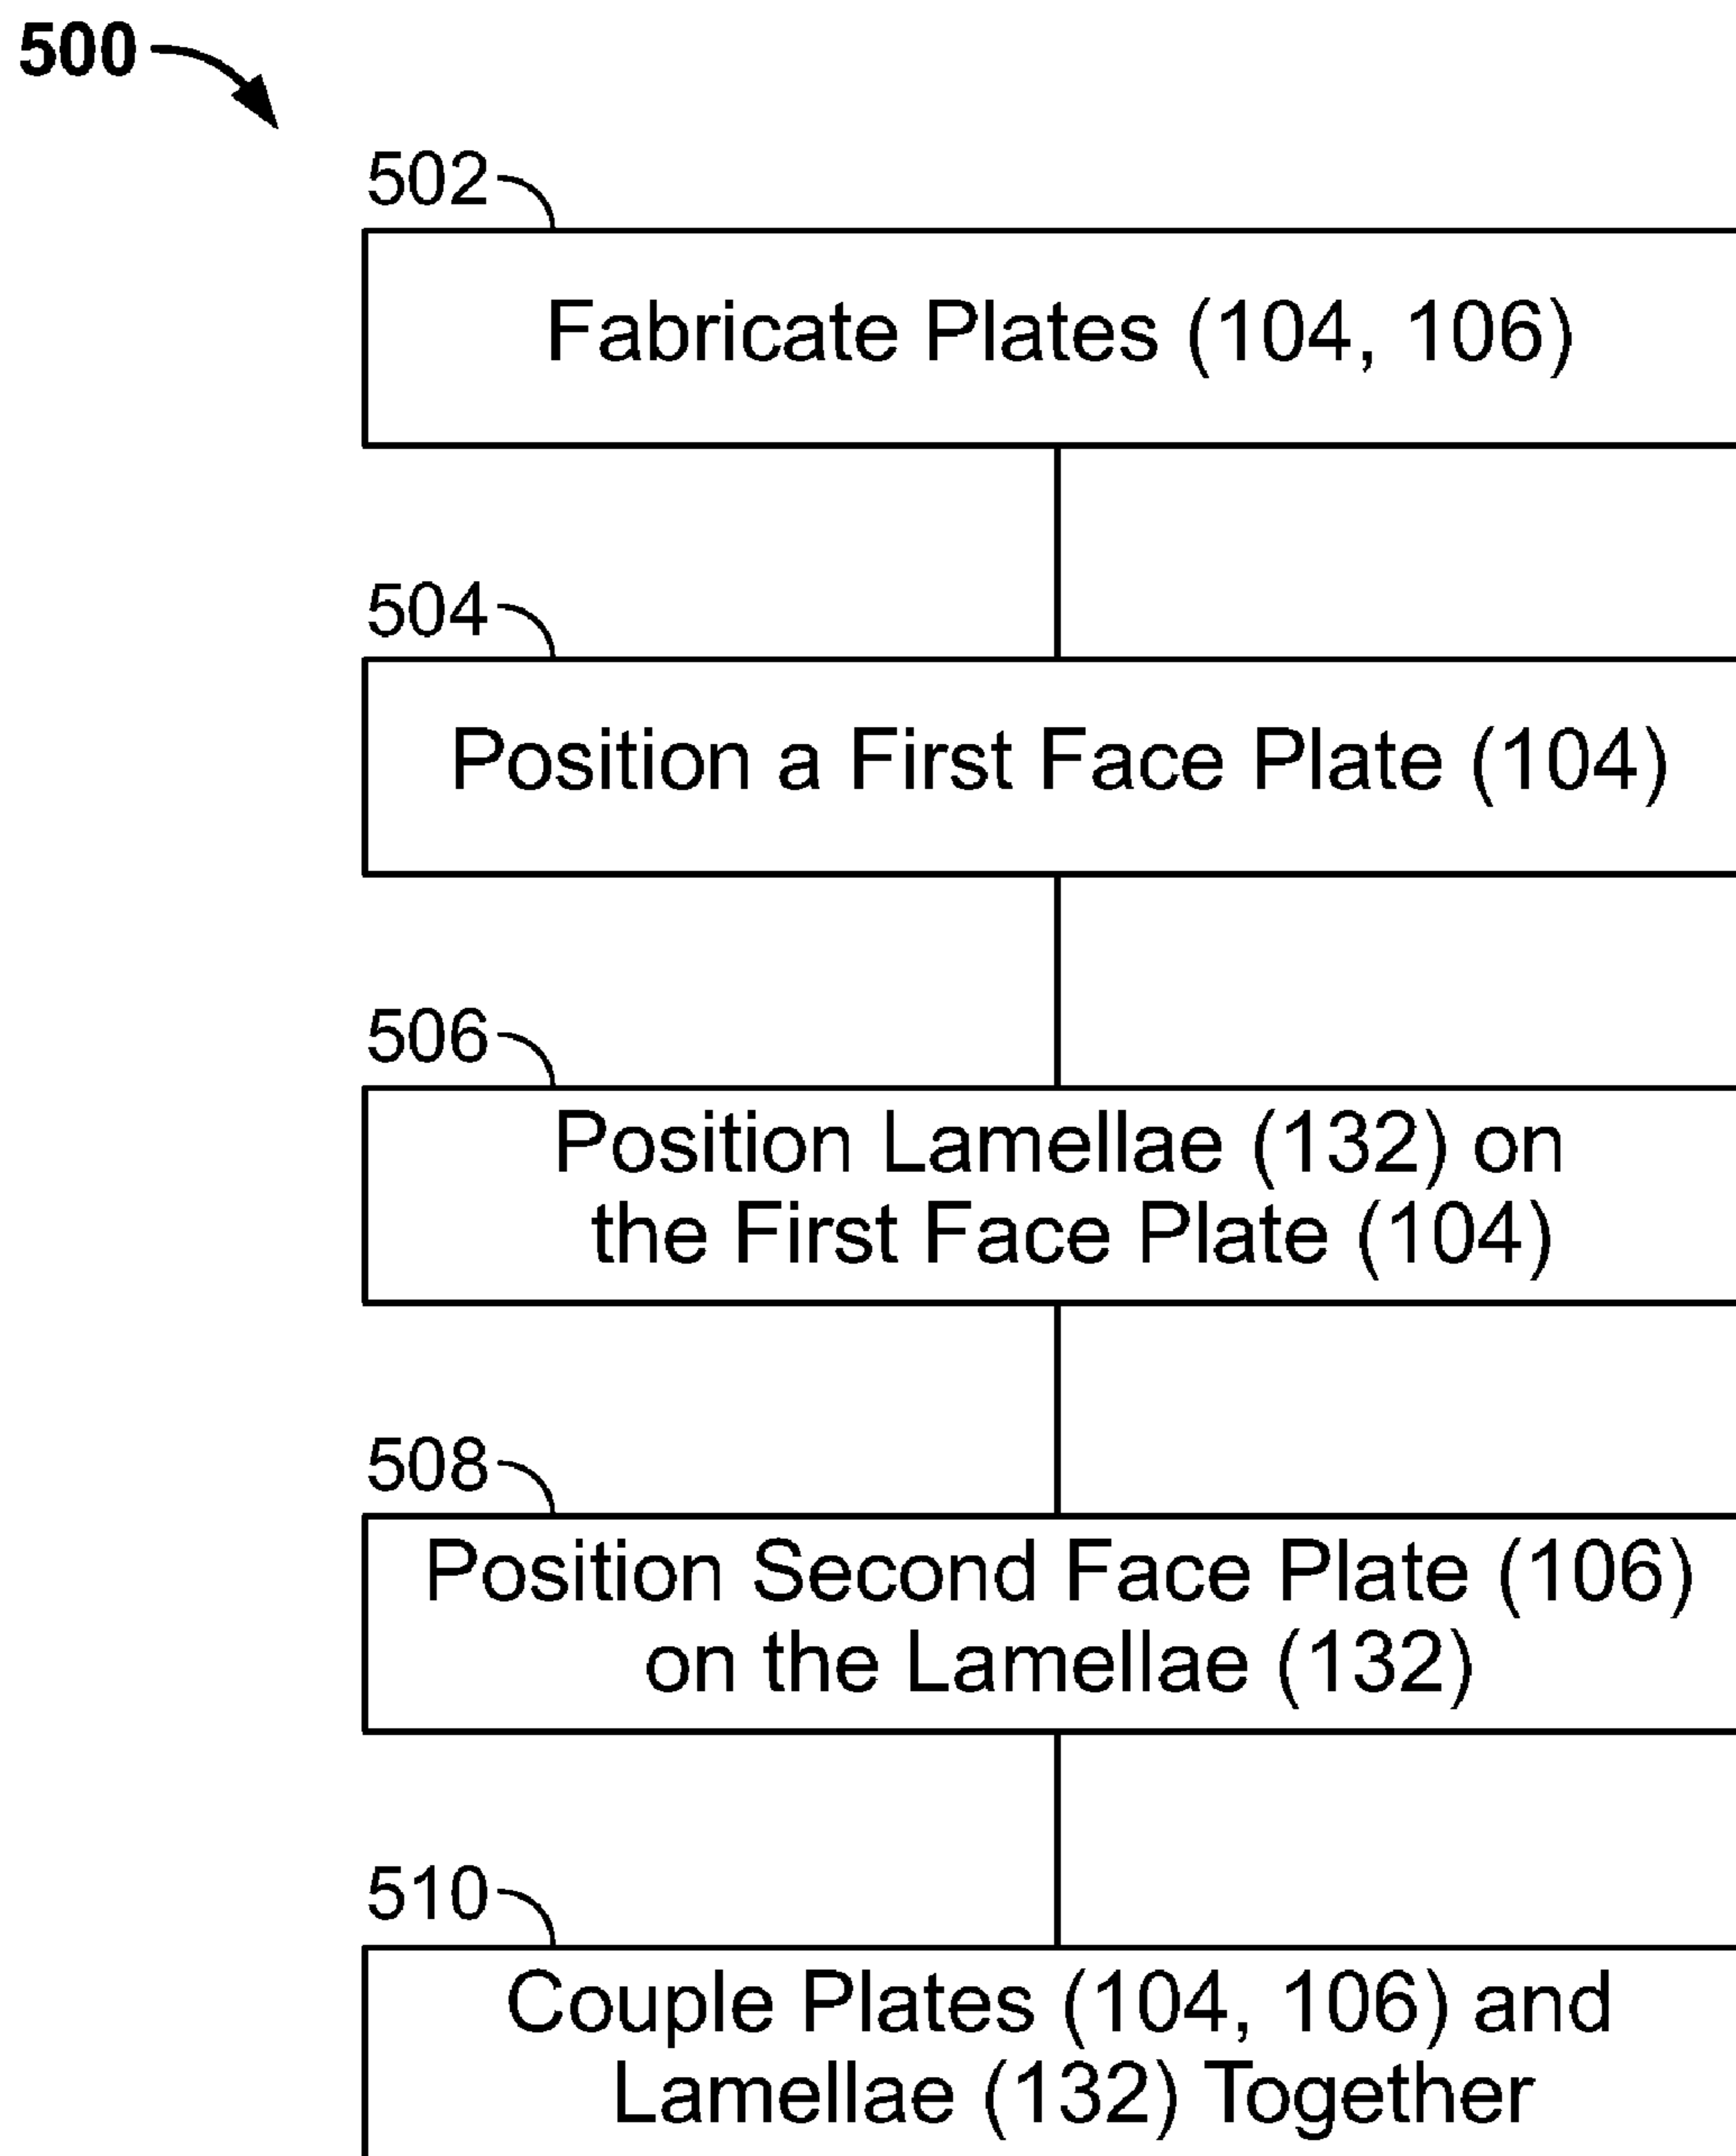 500
502
Fabricate Plates (104, 106)
504
Position a First Face Plate (104)
506
Position Lamellae (132) on
the First Face Plate (104)
508
Position Second Face Plate (106)
on the Lamellae (132)
510
Couple Plates (104, 106) and
Lamellae (132) Together